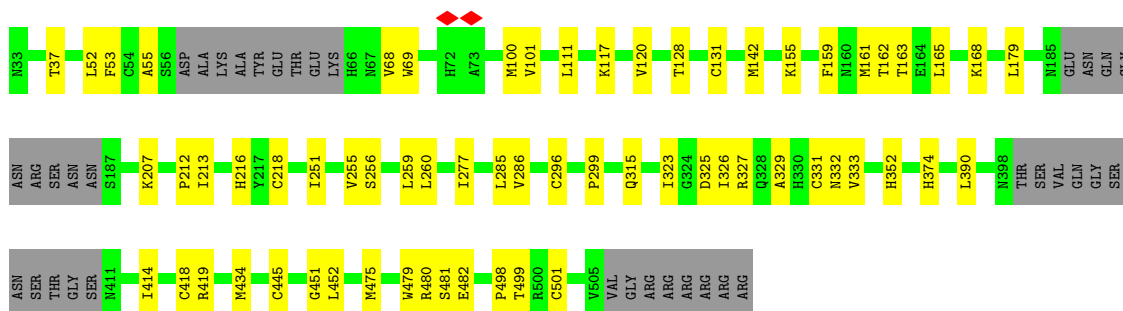 N33 T37 L52 F53 C54 A55 S56 ASP ALA LYS ALA TYR GLU THR GLU LYS H66 N67 V68 W69 H72 A73 M100 V101 L111 K117 V120 T128 C131 M142 K155 F159 N160 M161 T162 T163 E164 L165 K168 L179 N185 GLU ASN GLN GLY
ASN ARG SER ASN ASN S187 K207 P212 I213 H216 Y217 C218 I251 V255 S256 L259 L260 I277 L285 V286 C296 P299 Q315 I323 G324 D325 I326 R327 Q328 A329 H330 C331 N332 V333 H352 H374 L390 N398 THR SER VAL GLN GLY SER
ASN SER THR GLY SER N411 I414 C418 R419 M434 C445 G451 L452 M475 W479 R480 S481 E482 P498 T499 R500 C501 V505 VAL GLY ARG ARG ARG ARG ARG ARG